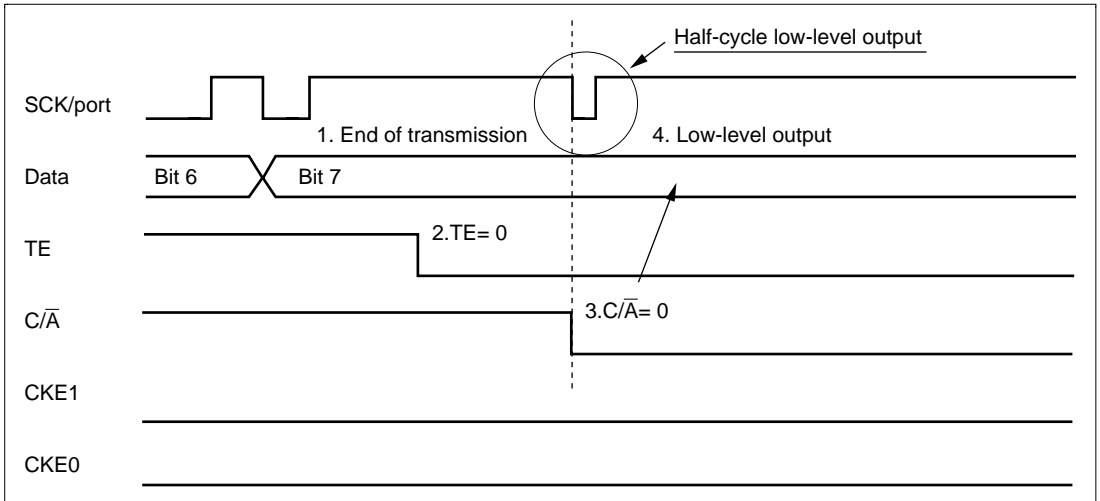 Half-cycle low-level output
SCK/port
1. End of transmission
4. Low-level output
Data
Bit 6
Bit 7
TE
2.TE= 0
C/A̅
3.C/A̅= 0
CKE1
CKE0